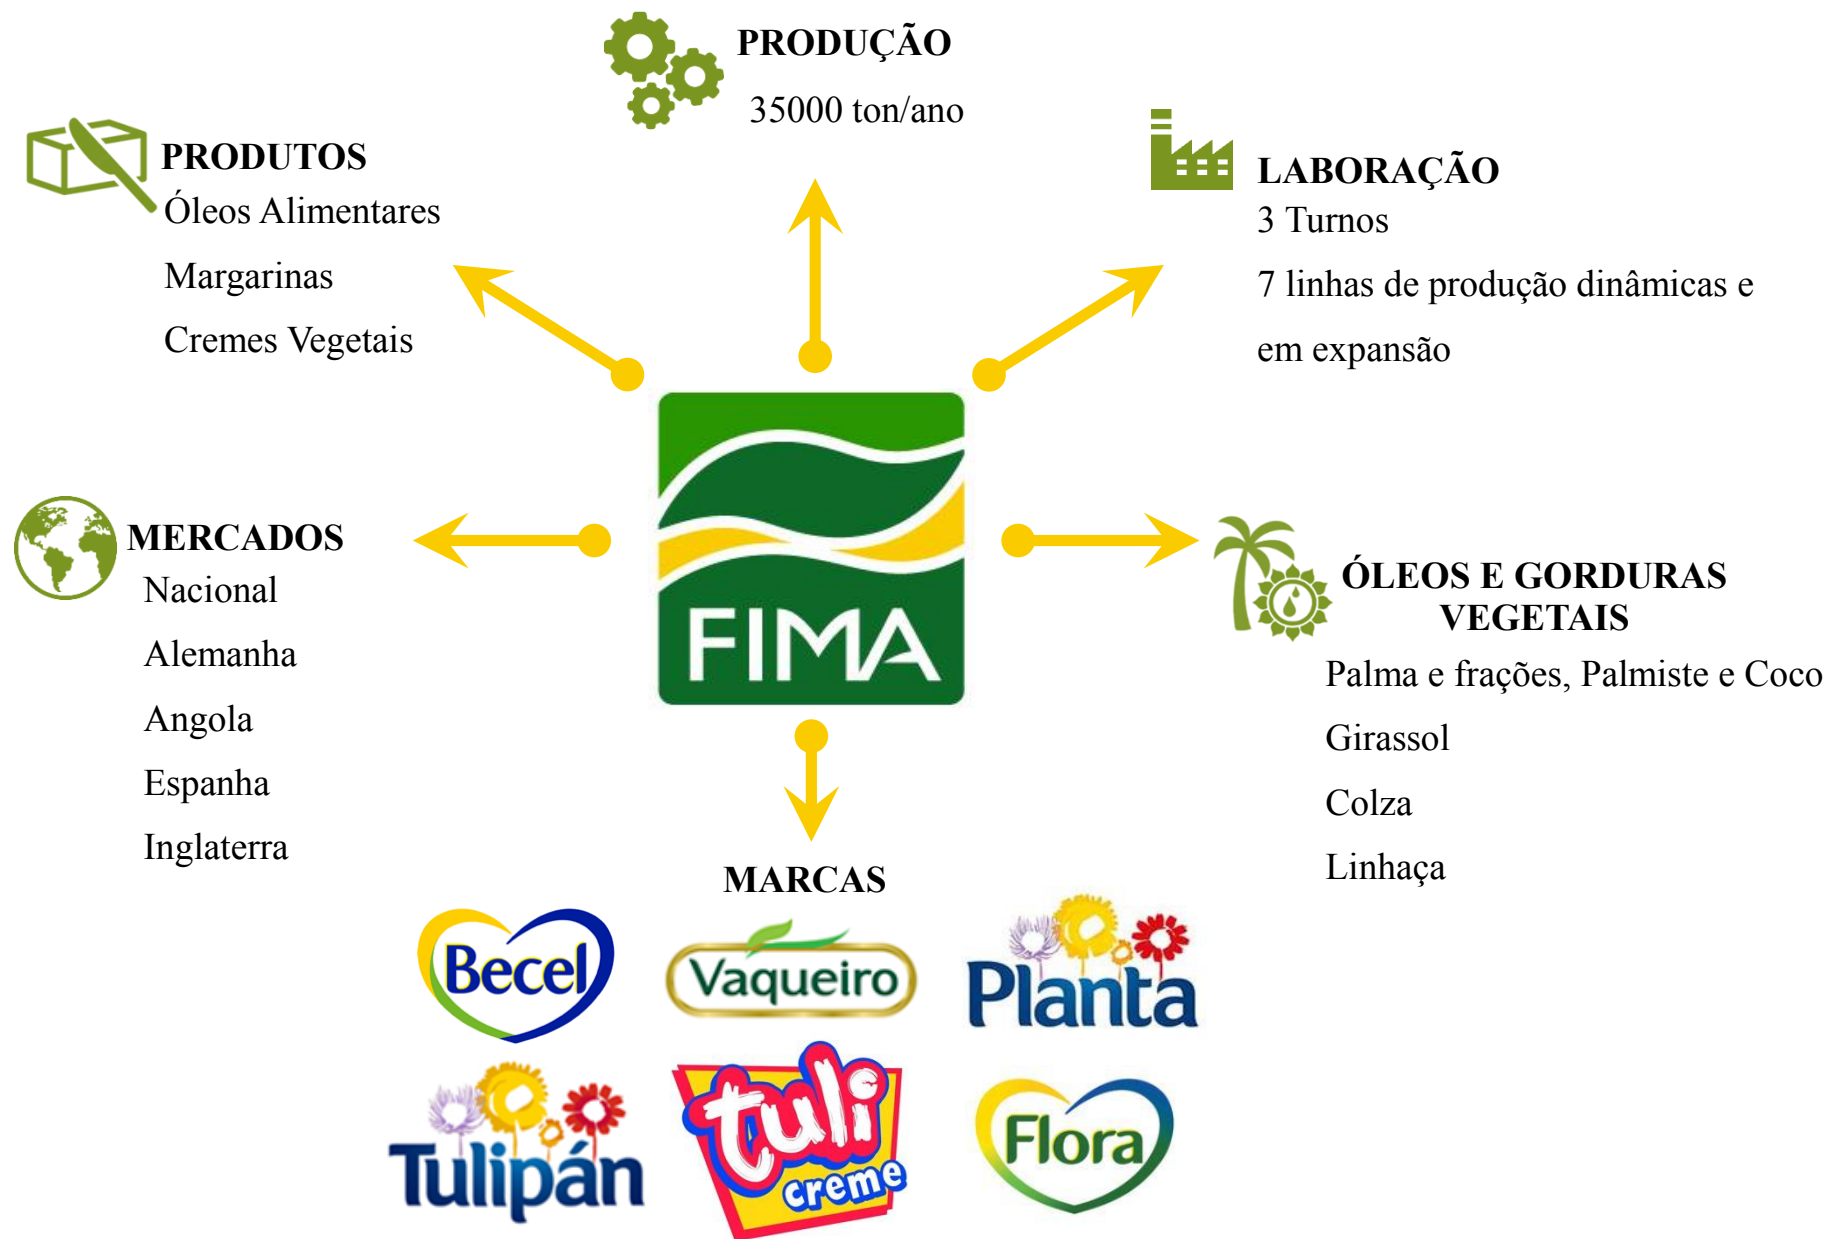 PRODUÇÃO
35000 ton/ano
PRODUTOS
Óleos Alimentares
Margarinas
Cremes Vegetais
LABORAÇÃO
3 Turnos
7 linhas de produção dinâmicas e
em expansão
FIMA
MERCADOS
Nacional
Alemanha
Angola
Espanha
Inglaterra
ÓLEOS E GORDURAS
VEGETAIS
Palma e frações, Palmiste e Coco
Girassol
Colza
Linhaça
MARCAS
Becel
Vaqueiro
Planta
Tulipán
tuli
creme
Flora